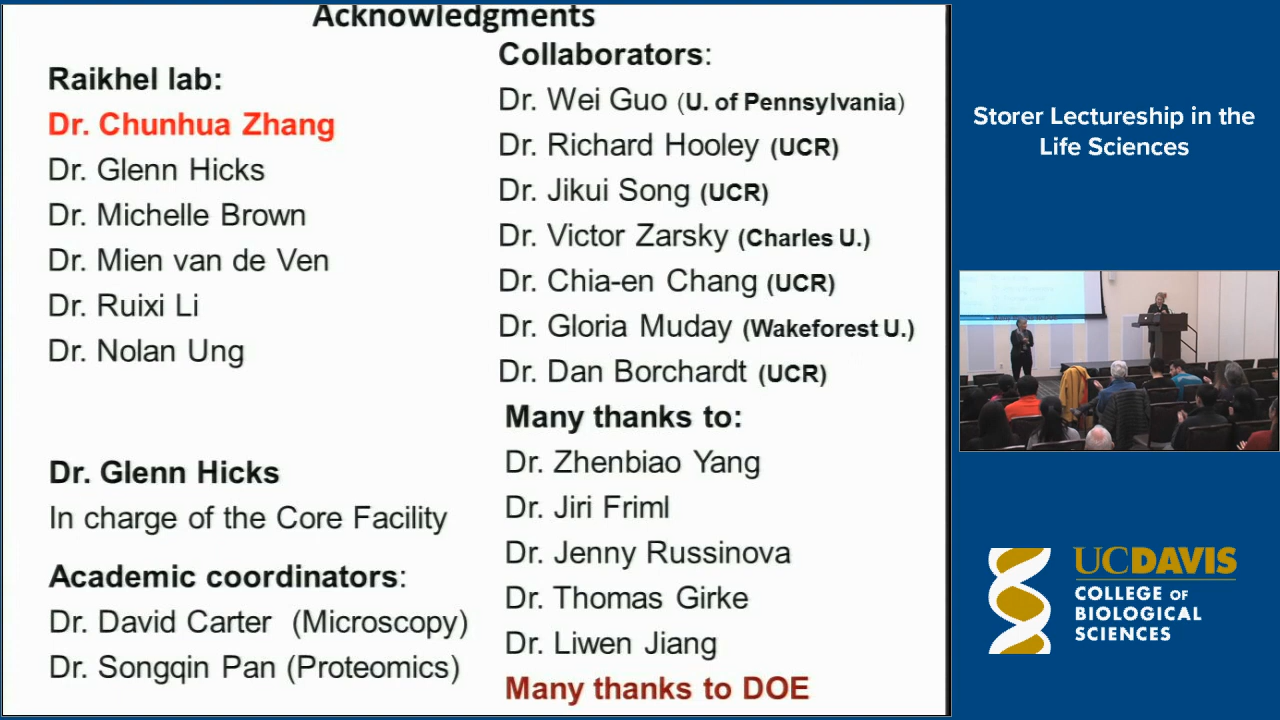 Acknowledgments
Raikhel lab:
Dr. Chunhua Zhang
Dr. Glenn Hicks
Dr. Michelle Brown
Dr. Mien van de Ven
Dr. Ruixi Li
Dr. Nolan Ung
Dr. Glenn Hicks
In charge of the Core Facility
Academic coordinators:
Dr. David Carter (Microscopy)
Dr. Songqin Pan (Proteomics)
Collaborators:
Dr. Wei Guo (U. of Pennsylvania)
Dr. Richard Hooley (UCR)
Dr. Jikui Song (UCR)
Dr. Victor Zarsky (Charles U.)
Dr. Chia-en Chang (UCR)
Dr. Gloria Muday (Wakeforest U.)
Dr. Dan Borchardt (UCR)
Many thanks to:
Dr. Zhenbiao Yang
Dr. Jiri Friml
Dr. Jenny Russinova
Dr. Thomas Girke
Dr. Liwen Jiang
Many thanks to DOE
Storer Lectureship in the
Life Sciences
UCDAVIS
COLLEGE OF
BIOLOGICAL
SCIENCES